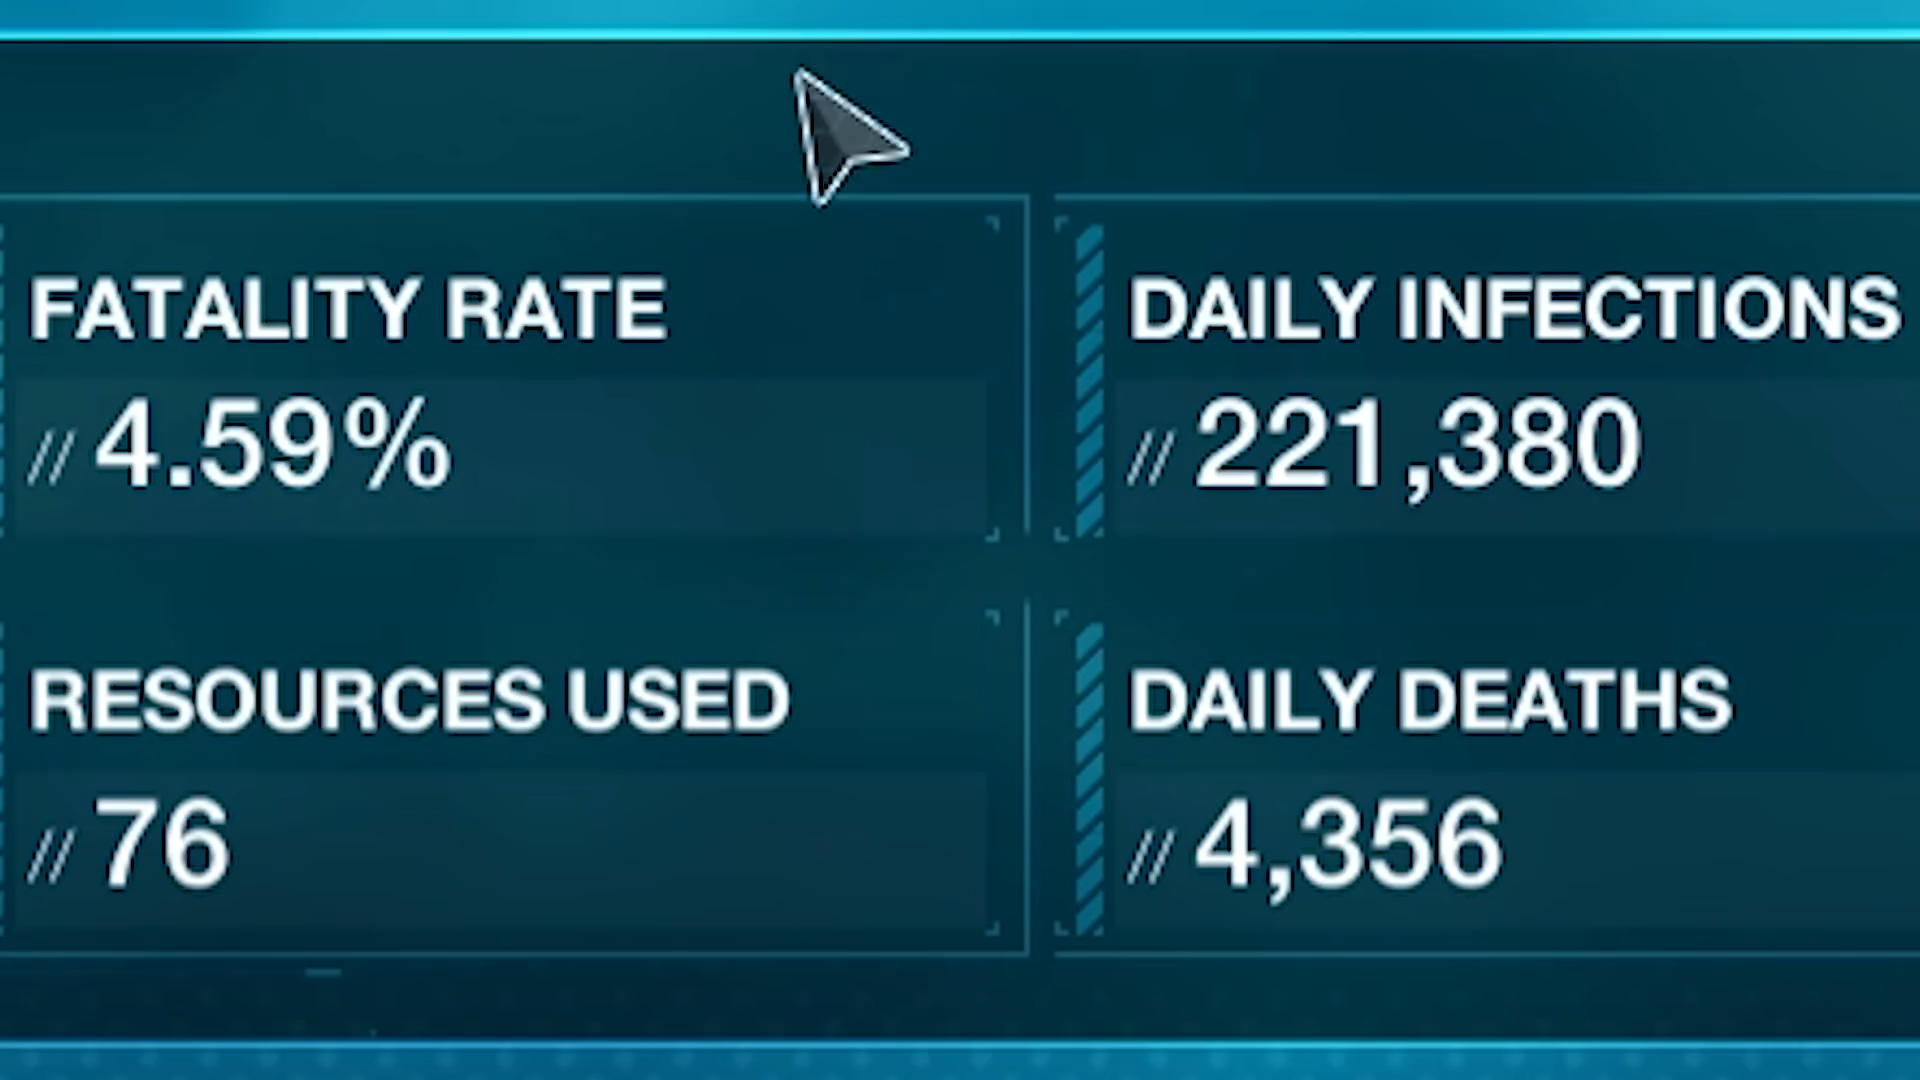 FATALITY RATE
// 4.59%
DAILY INFECTIONS
// 221,380
RESOURCES USED
// 76
DAILY DEATHS
// 4,356